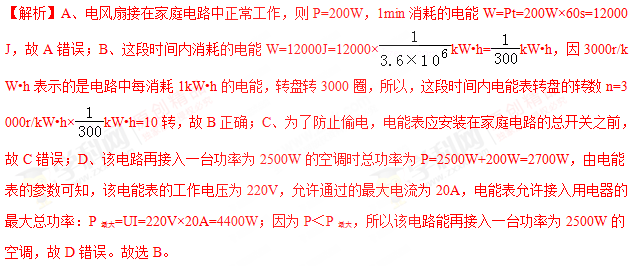 【解析】A、电风扇接在家庭电路中正常工作，则 P=200W，1min 消耗的电能 W=Pt=200W×60s=12000
J，故 A 错误；B、这段时间内消耗的电能 W=12000J=12000×\frac{1}{3.6×10^6}kW•h=\frac{1}{300}kW•h，因 3000r/k
W•h 表示的是电路中每消耗 1kW•h 的电能，转盘转 3000 圈，所以，这段时间内电能表转盘的转数 n=3
000r/kW•h×\frac{1}{300}kW•h=10 转，故 B 正确；C、为了防止偷电，电能表应安装在家庭电路的总开关之前，
故 C 错误；D、该电路再接入一台功率为 2500W 的空调时总功率为 P=2500W+200W=2700W，由电能
表的参数可知，该电能表的工作电压为 220V，允许通过的最大电流为 20A，电能表允许接入用电器的
最大总功率：P 最大=UI=220V×20A=4400W；因为 P＜P 最大，所以该电路能再接入一台功率为 2500W 的
空调，故 D 错误。故选 B。